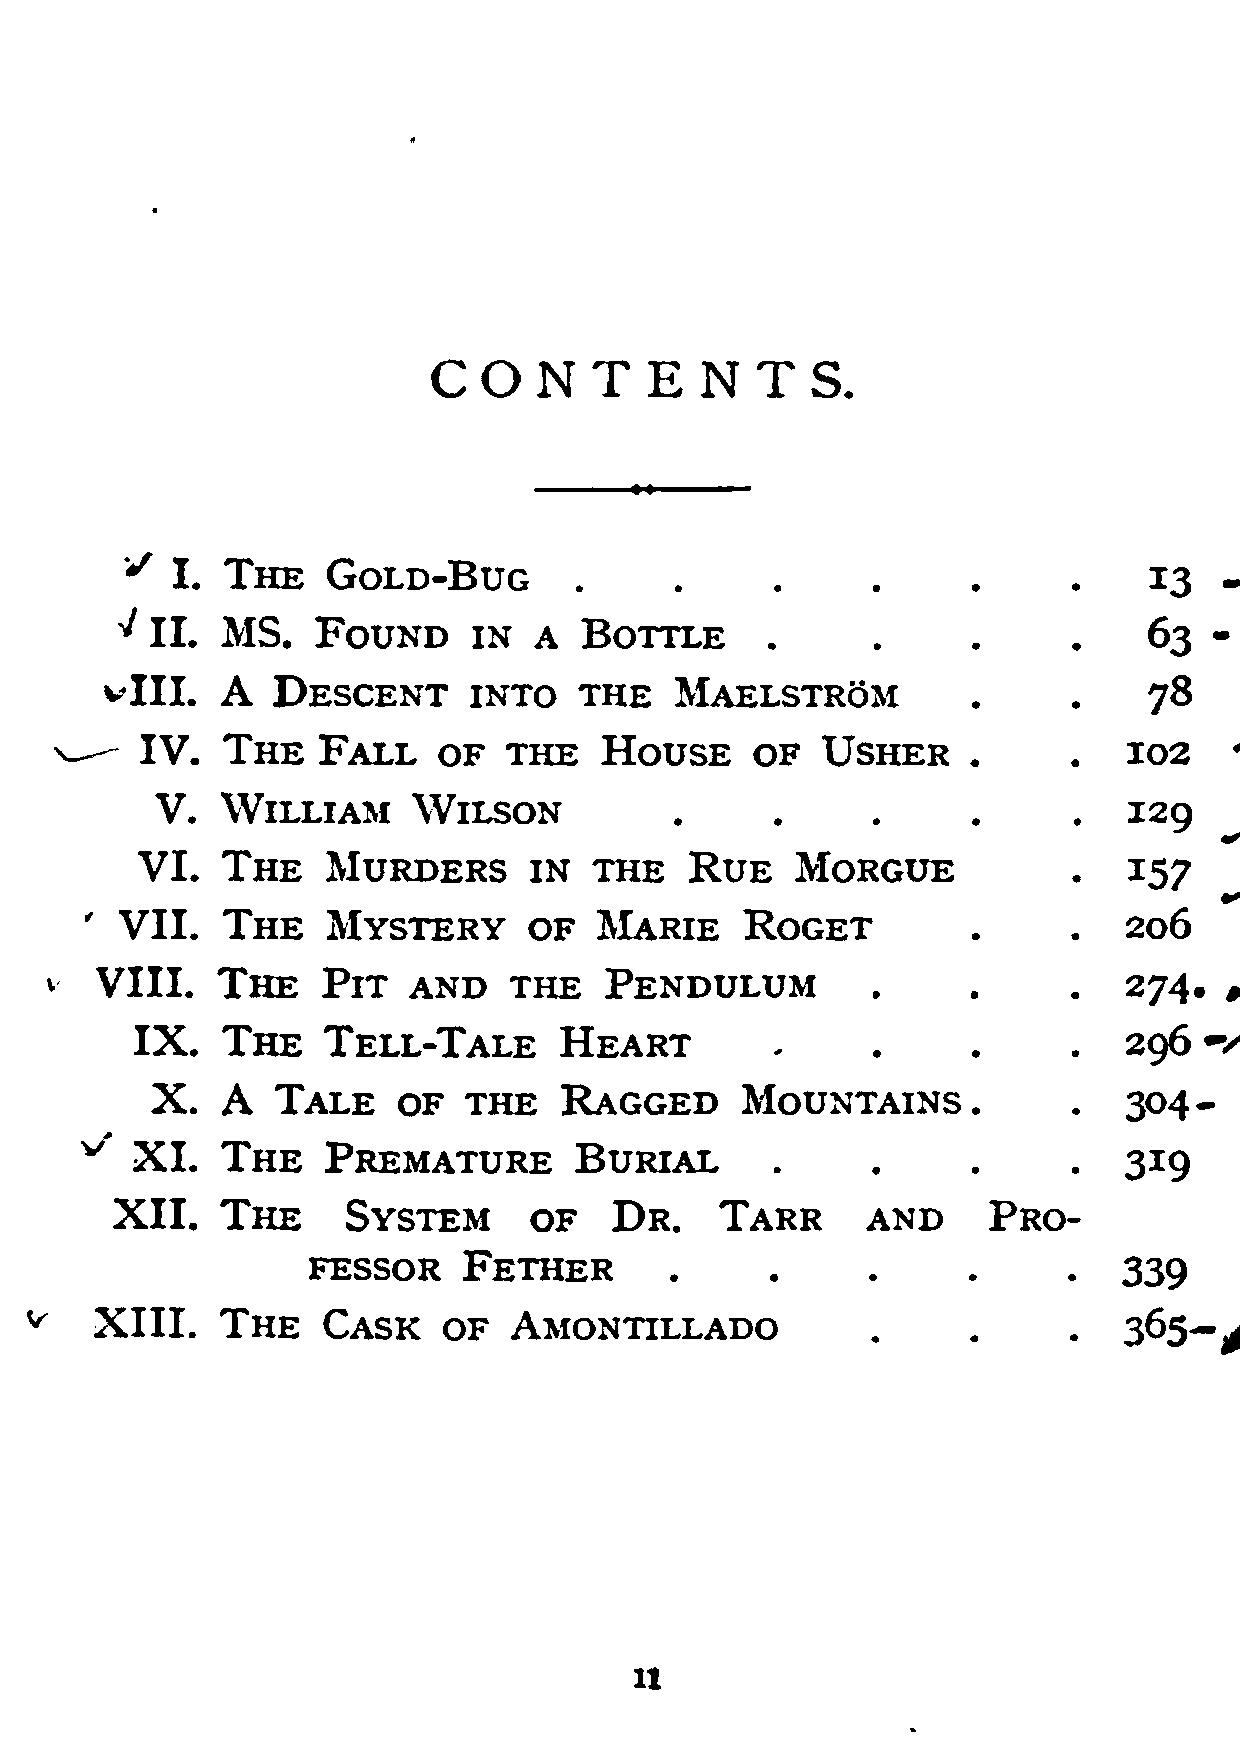 CONTENTS.
I. THE GOLD-BUG . . . . . . 13
II. MS. FOUND IN A BOTTLE . . . . 63
III. A DESCENT INTO THE MAELSTRÖM . . 78
IV. THE FALL OF THE HOUSE OF USHER . . 102
V. WILLIAM WILSON . . . . . 129
VI. THE MURDERS IN THE RUE MORGUE . 157
VII. THE MYSTERY OF MARIE ROGET . . 206
VIII. THE PIT AND THE PENDULUM . . . 274
IX. THE TELL-TALE HEART . . . . 296
X. A TALE OF THE RAGGED MOUNTAINS . . 304
XI. THE PREMATURE BURIAL . . . . 319
XII. THE SYSTEM OF DR. TARR AND PRO-
FESSOR FETHER . . . . . 339
XIII. THE CASK OF AMONTILLADO . . . 365
11